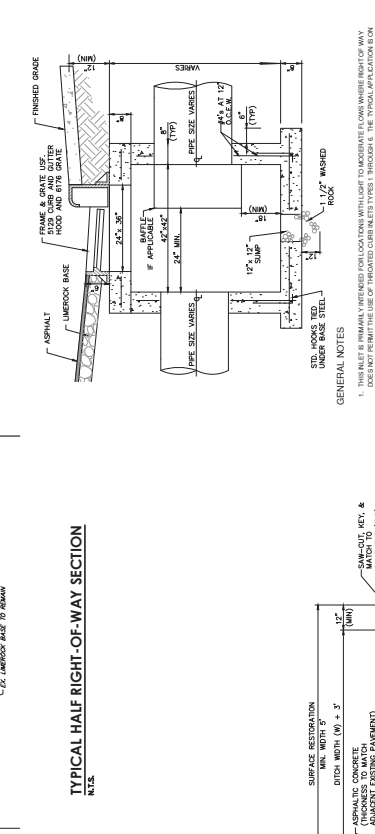 EX. LIMEROCK BASE TO REMAIN
TYPICAL HALF RIGHT-OF-WAY SECTION
N.T.S.
SURFACE RESTORATION
MIN. WIDTH 5'
DITCH WIDTH (W) + 3'
12"
(MIN)
ASPHALTIC CONCRETE
(THICKNESS TO MATCH
ADJACENT EXISTING PAVEMENT)
SAW-CUT, KEY, &
MATCH TO
ASPHALT
LIMEROCK BASE
FRAME & GRATE USF.
5129 CURB AND GUTTER
HOOD AND 6176 GRATE
FINISHED GRADE
12"
(MIN)
6"
24"x 36"
8"
BAFFLE
IF APPLICABLE
42"x42"
24" MIN.
8"
(TYP)
VARIES
PIPE SIZE VARIES
PIPE SIZE VARIES
#4's AT 12"
O.C.E.W.
6"
(TYP)
18"
(MIN)
12"x 12"
SUMP
8"
12"
STD. HOOKS TIED
UNDER BASE STEEL
1 1/2" WASHED
ROCK
GENERAL NOTES
1. THIS INLET IS PRIMARILY INTENDED FOR LOCATIONS WITH LIGHT TO MODERATE FLOWS WHERE RIGHT OF WAY
DOES NOT PERMIT THE USE OF THROATED CURB INLETS TYPES 1 THROUGH 6. THE TYPICAL APPLICATION IS ON